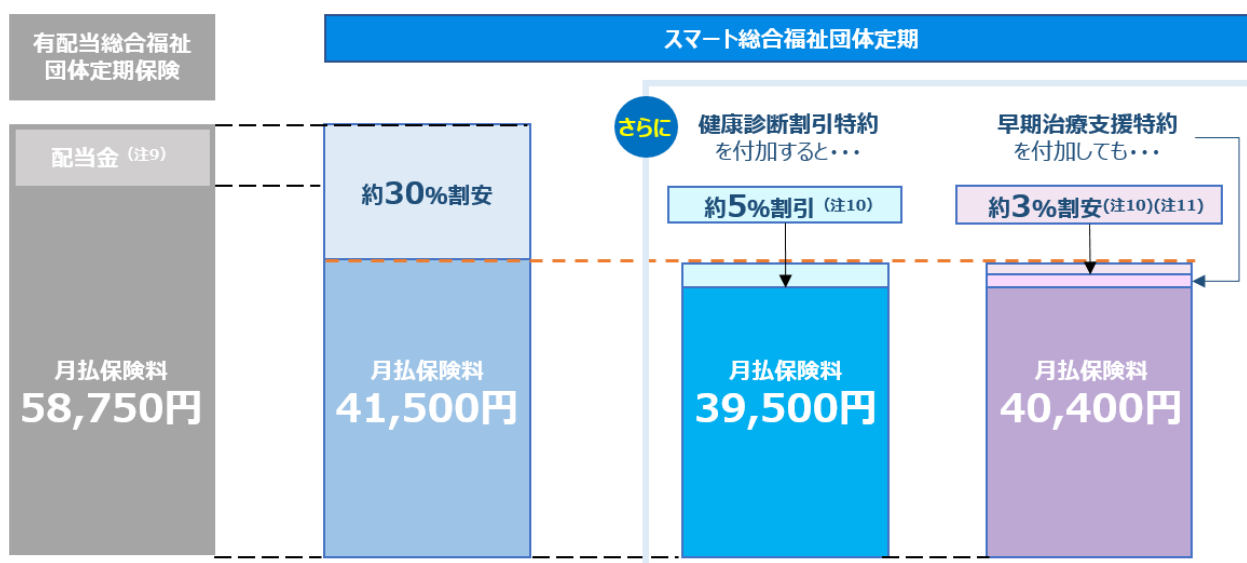 有配当総合福祉
団体定期保険
スマート総合福祉団体定期
配当金（注9）
月払保険料
58,750円
約30%割安
月払保険料
41,500円
さらに
健康診断割引特約
を付加すると・・・
約5%割引（注10）
月払保険料
39,500円
早期治療支援特約
を付加しても・・・
約3%割安(注10)(注11)
月払保険料
40,400円